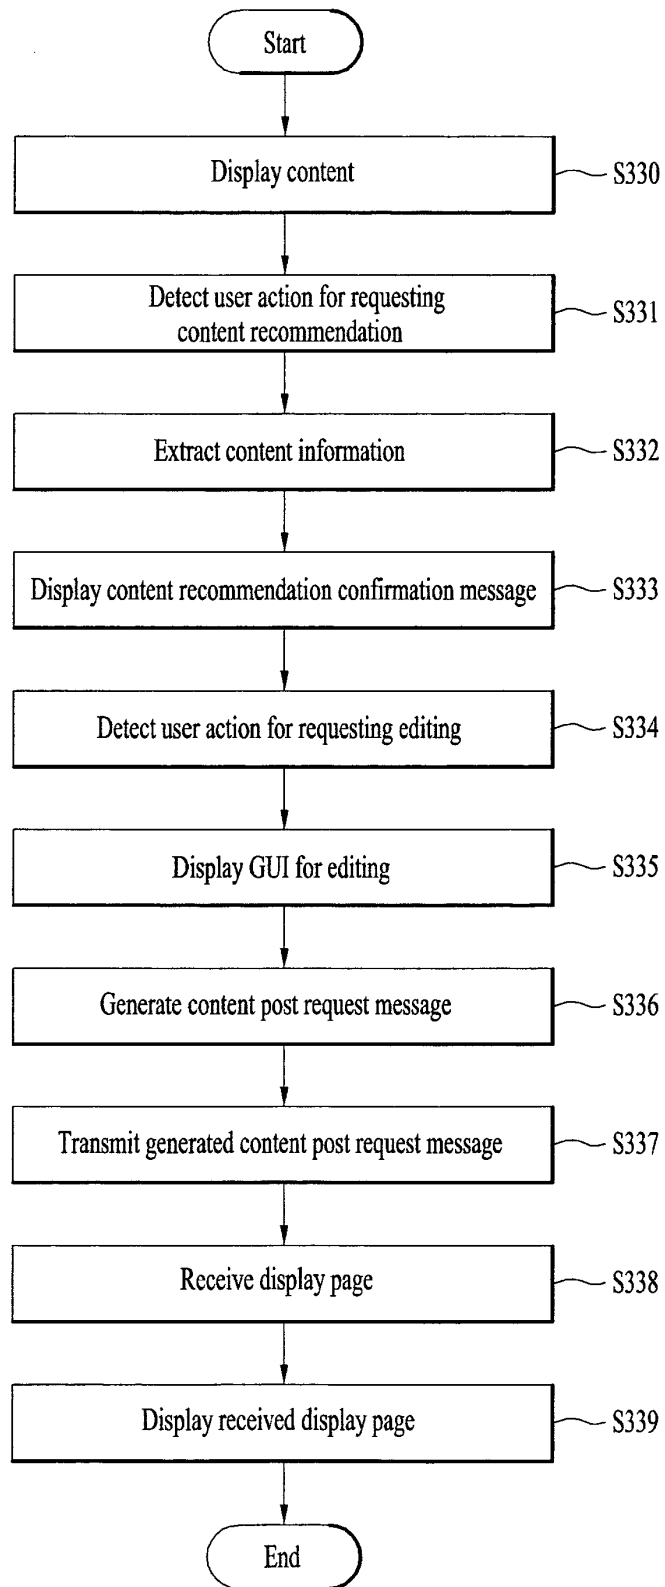 Start
Display content
S330
Detect user action for requesting
content recommendation
S331
Extract content information
S332
Display content recommendation confirmation message
S333
Detect user action for requesting editing
S334
Display GUI for editing
S335
Generate content post request message
S336
Transmit generated content post request message
S337
Receive display page
S338
Display received display page
S339
End